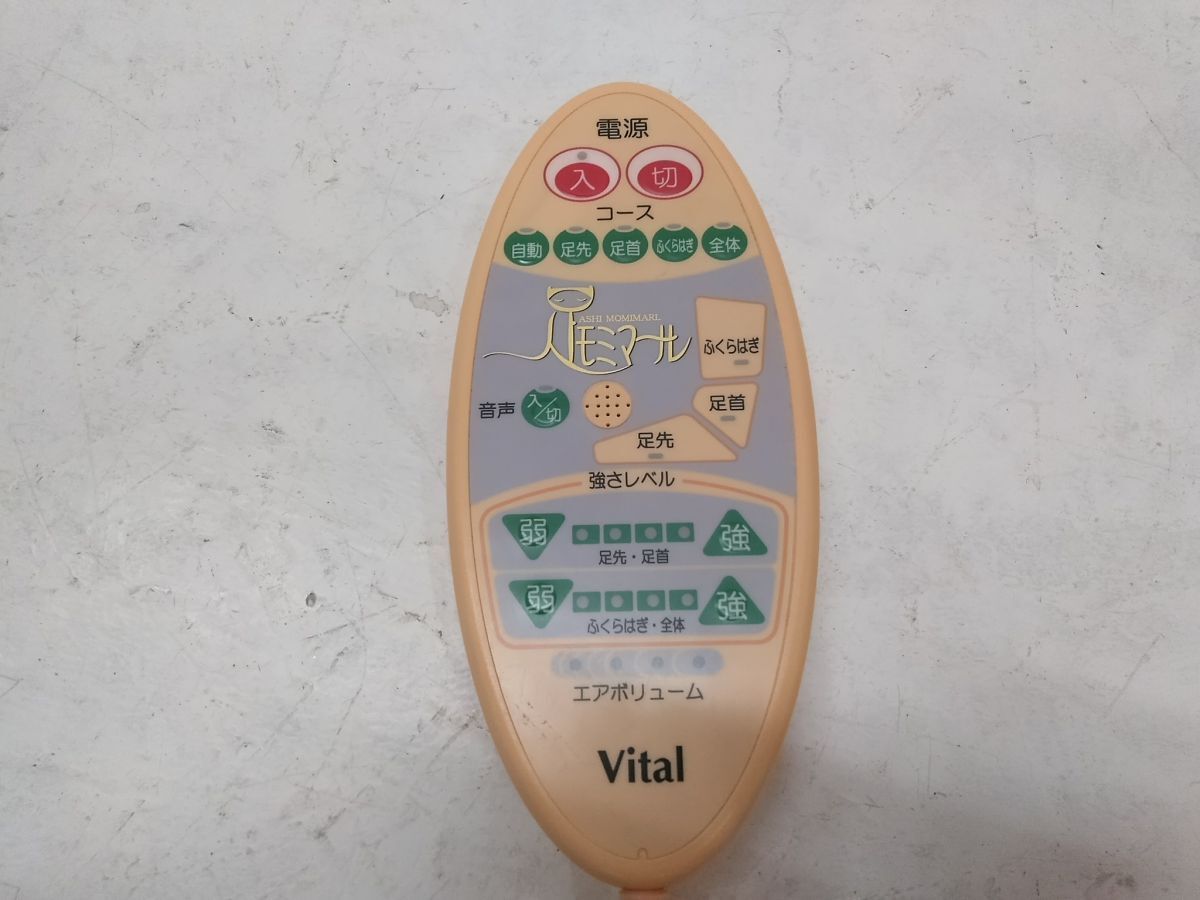 電源
入 切
コース
自動 足先 足首 ふくらはぎ 全体
ASHI MOMIMARL
足モミマール
ふくらはぎ
足首
音声 入/切
足先
強さレベル
弱 強
足先・足首
弱 強
ふくらはぎ・全体
エアボリューム
Vital